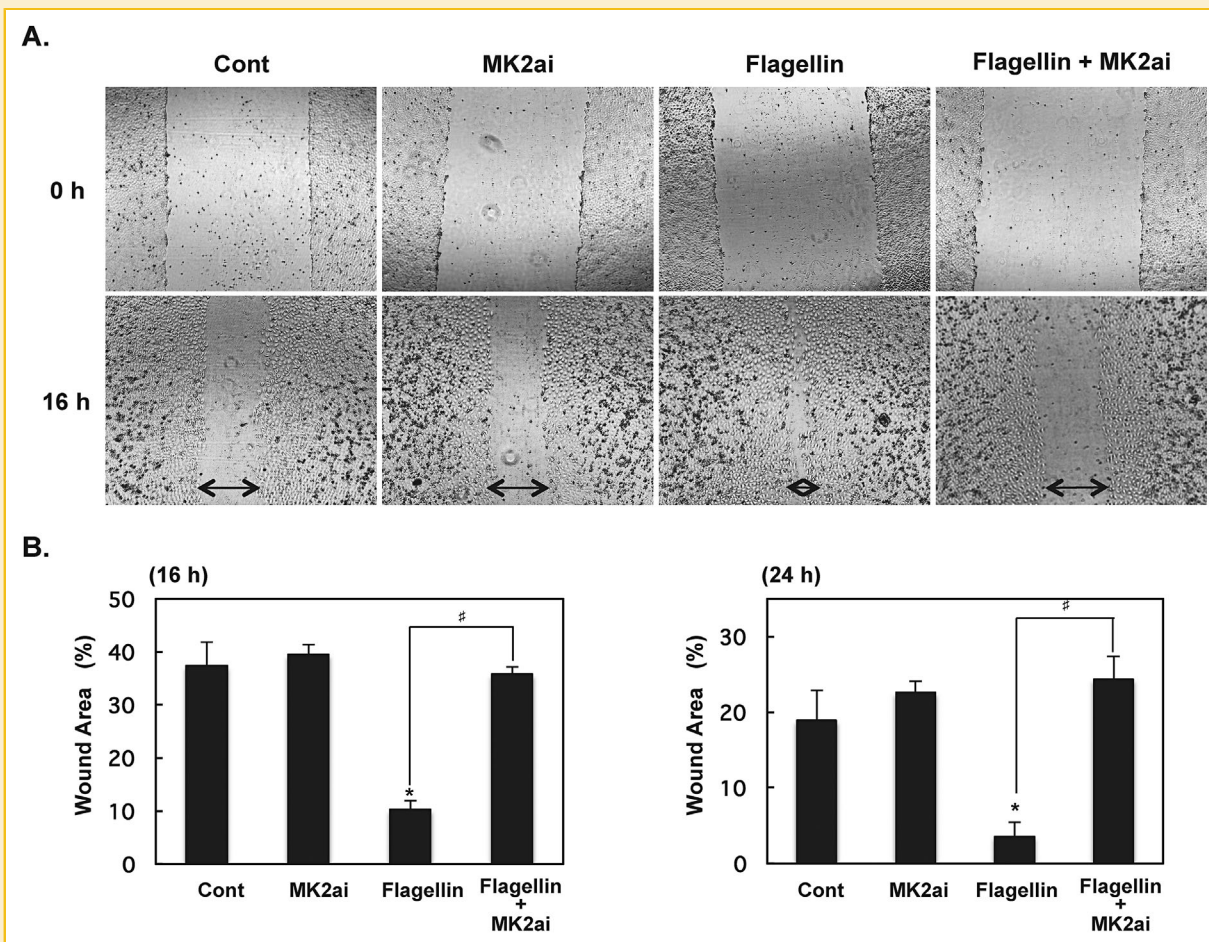 A.
Cont MK2ai Flagellin Flagellin + MK2ai
0 h
16 h
B.
(16 h)
Wound Area (%)
50
40
30
20
10
0
♯
*
Cont MK2ai Flagellin Flagellin
+
MK2ai
(24 h)
Wound Area (%)
30
20
10
0
♯
*
Cont MK2ai Flagellin Flagellin
+
MK2ai